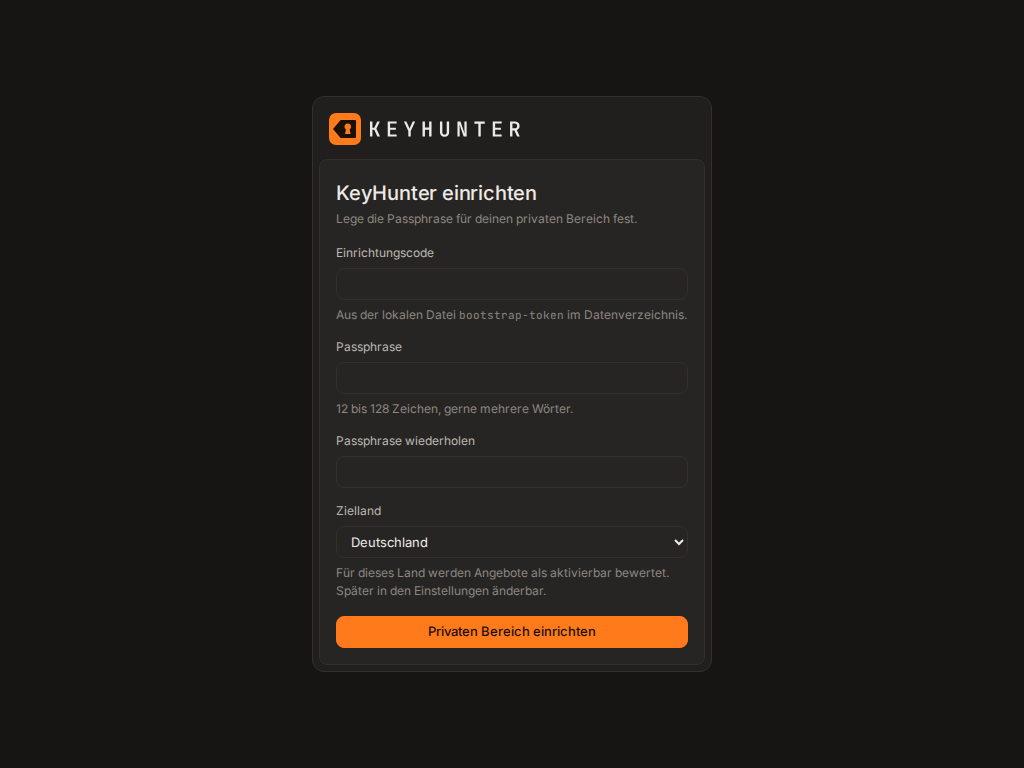 KEYHUNTER
KeyHunter einrichten
Lege die Passphrase für deinen privaten Bereich fest.
Einrichtungscode
Aus der lokalen Datei bootstrap-token im Datenverzeichnis.
Passphrase
12 bis 128 Zeichen, gerne mehrere Wörter.
Passphrase wiederholen
Zielland
Deutschland
Für dieses Land werden Angebote als aktivierbar bewertet.
Später in den Einstellungen änderbar.
Privaten Bereich einrichten